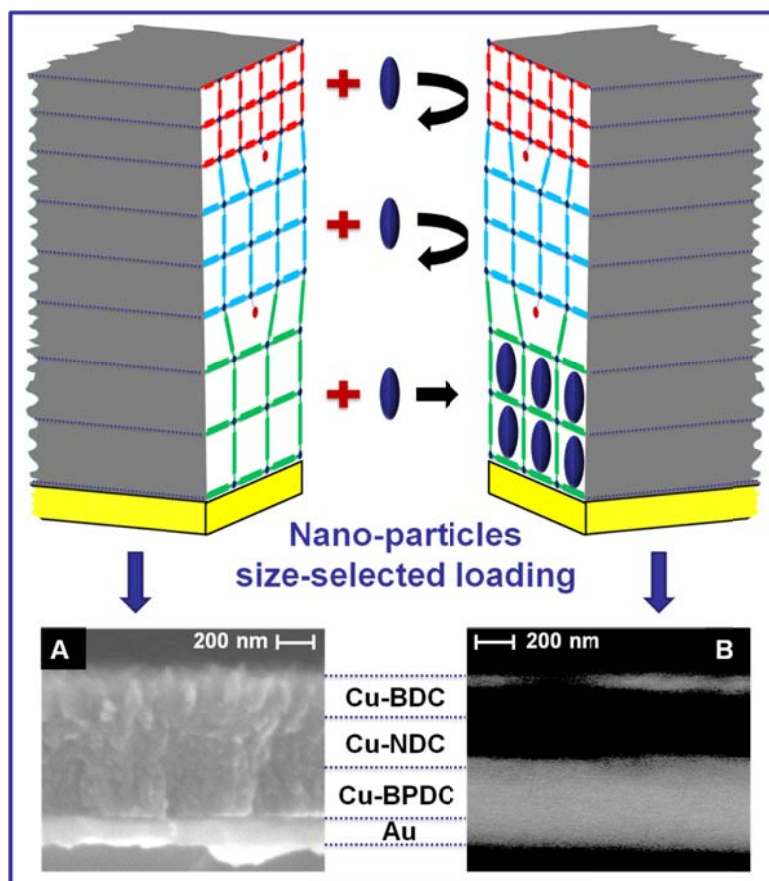 Nano-particles
size-selected loading
A
200 nm
200 nm
B
Cu-BDC
Cu-NDC
Cu-BPDC
Au